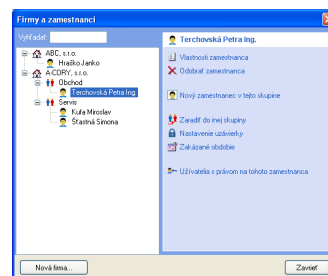 Firmy a zamestnanci
Vyhľadať:
ABC, s.r.o.
Hraško Janko
A-CDRY, s.r.o.
Obchod
Terchovská Petra Ing.
Servis
Kuľa Miroslav
Šťastná Simona
Terchovská Petra Ing.
Vlastnosti zamestnanca
Odobrať zamestnanca
Nový zamestnanec v tejto skupine
Zaradiť do inej skupiny
Nastavenie uzávierky
Zakázané obdobie
Užívatelia s právom na tohoto zamestnanca
Nová firma...
Zavrieť